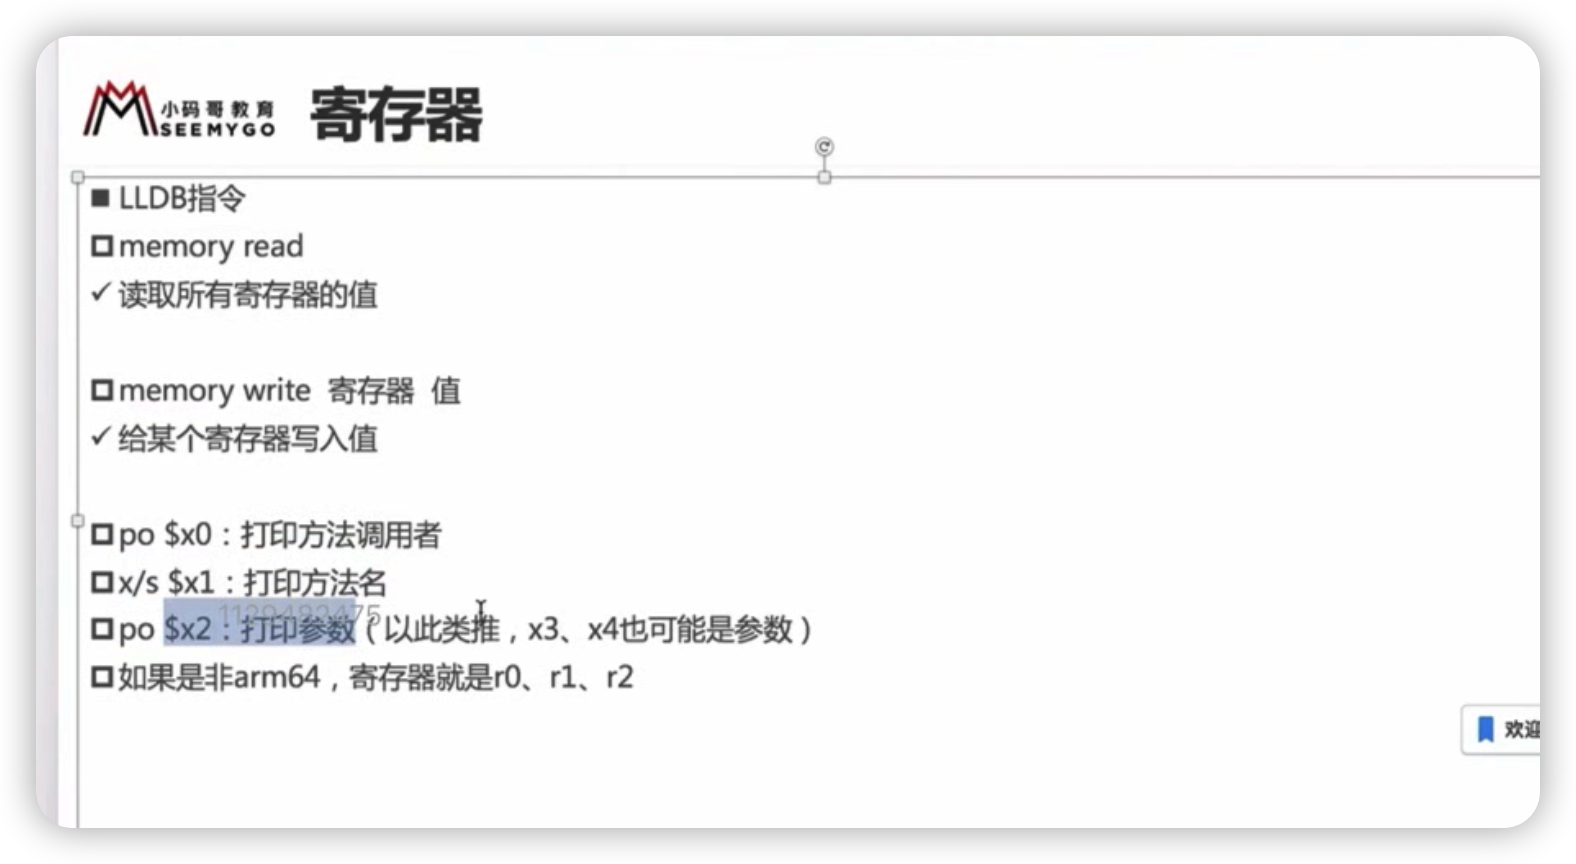 小码哥教育
SEEMYGO
寄存器
LLDB指令
memory read
读取所有寄存器的值
memory write 寄存器 值
给某个寄存器写入值
po $x0：打印方法调用者
x/s $x1：打印方法名
po $x2：打印参数（以此类推，x3、x4也可能是参数）
如果是非arm64，寄存器就是r0、r1、r2
欢迎